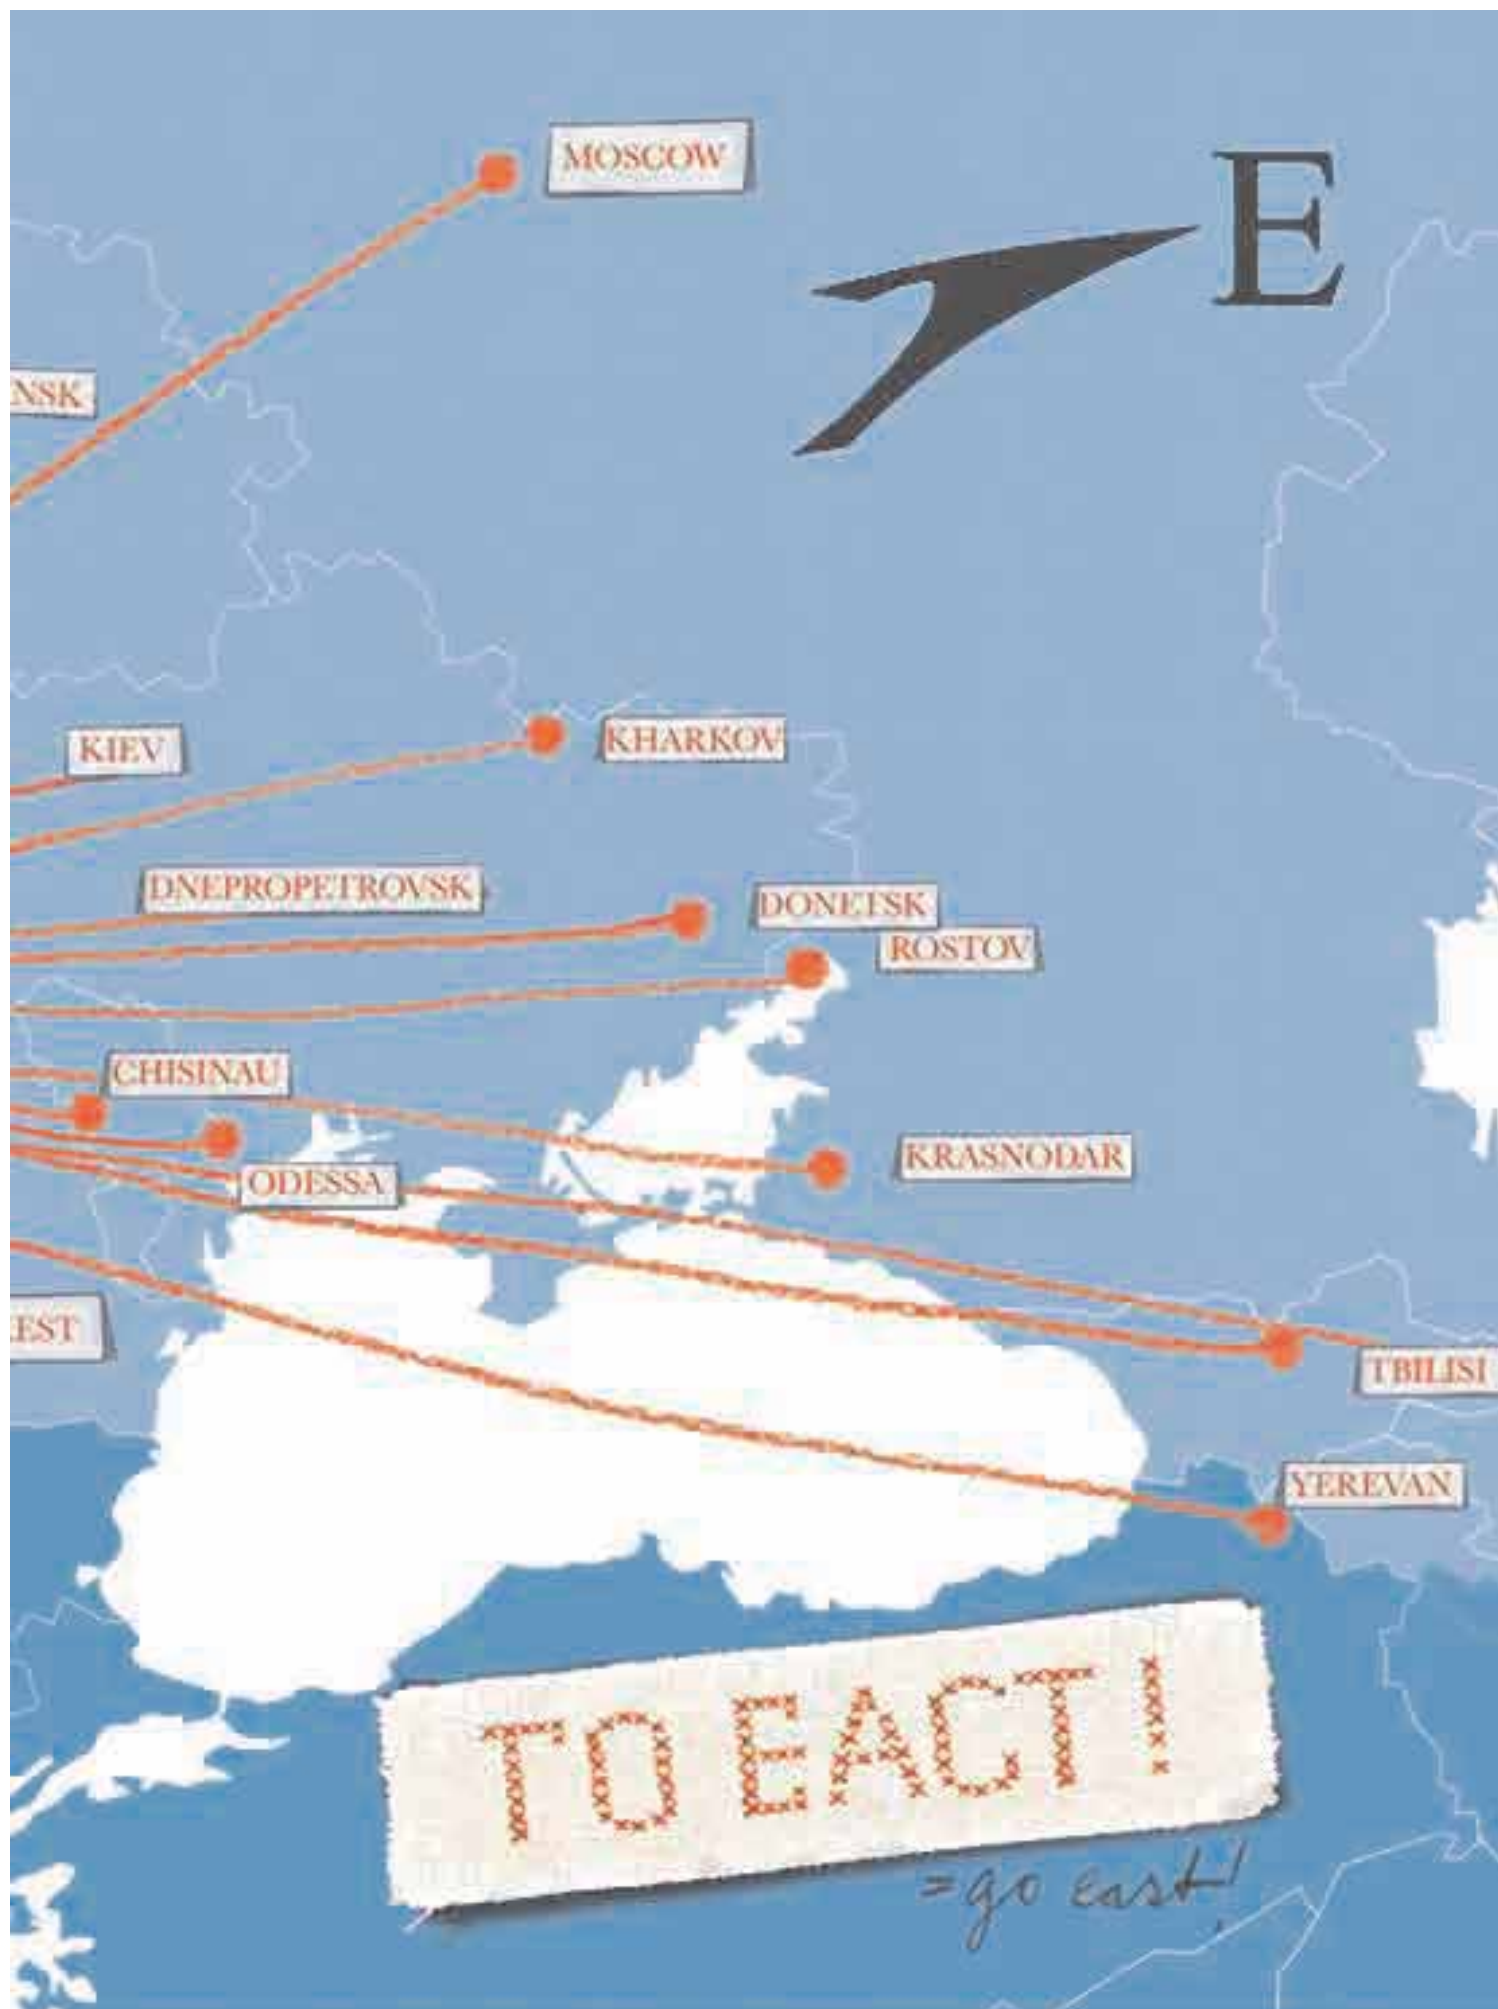 MOSCOW
E
NSK
KIEV
KHARKOV
DNEPROPETROVSK
DONETSK
ROSTOV
CHISINAU
KRASNODAR
ODESSA
EST
TBILISI
YEREVAN
TO EACT!
=go east!